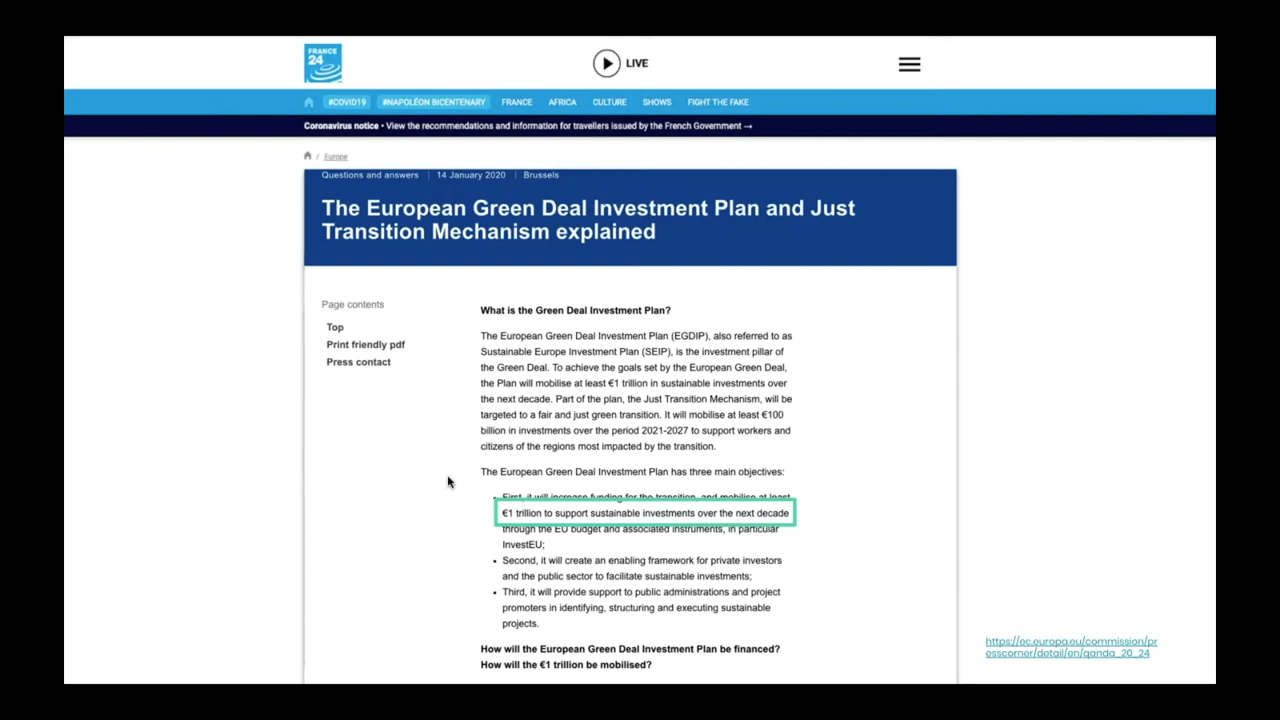 FRANCE
24
LIVE
#COVID19 #NAPOLÉON BICENTENARY FRANCE AFRICA CULTURE SHOWS FIGHT THE FAKE
Coronavirus notice • View the recommendations and information for travellers issued by the French Government →
/ Europe
Questions and answers | 14 January 2020 | Brussels
The European Green Deal Investment Plan and Just
Transition Mechanism explained
Page contents
Top
Print friendly pdf
Press contact
What is the Green Deal Investment Plan?
The European Green Deal Investment Plan (EGDIP), also referred to as
Sustainable Europe Investment Plan (SEIP), is the investment pillar of
the Green Deal. To achieve the goals set by the European Green Deal,
the Plan will mobilise at least €1 trillion in sustainable investments over
the next decade. Part of the plan, the Just Transition Mechanism, will be
targeted to a fair and just green transition. It will mobilise at least €100
billion in investments over the period 2021-2027 to support workers and
citizens of the regions most impacted by the transition.
The European Green Deal Investment Plan has three main objectives:
• First, it will increase funding for the transition, and mobilise at least
€1 trillion to support sustainable investments over the next decade
through the EU budget and associated instruments, in particular
InvestEU;
• Second, it will create an enabling framework for private investors
and the public sector to facilitate sustainable investments;
• Third, it will provide support to public administrations and project
promoters in identifying, structuring and executing sustainable
projects.
How will the European Green Deal Investment Plan be financed?
How will the €1 trillion be mobilised?
https://ec.europa.eu/commission/pr
esscorner/detail/en/qanda_20_24